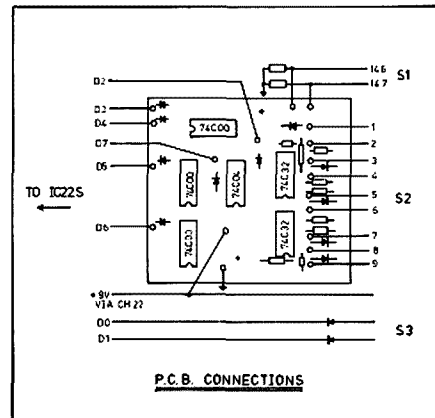 146
147
S1
D2
D3
D4
74C00
1
D7
2
3
D5
4
74C00
74C04
74C32
TO IC22S
5
S2
6
D6
74C00
74C32
7
8
9
+ 9V
VIA CH 22
D0
D1
S3
P.C.B. CONNECTIONS